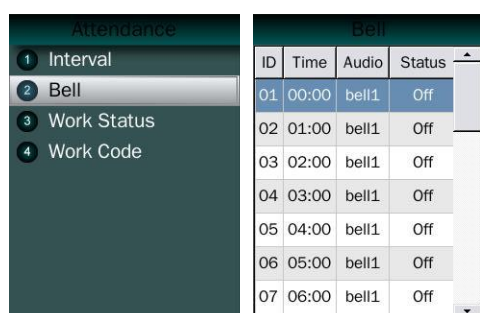 Attendance
1 Interval
2 Bell
3 Work Status
4 Work Code
Bell
ID Time Audio Status
01 00:00 bell1 Off
02 01:00 bell1 Off
03 02:00 bell1 Off
04 03:00 bell1 Off
05 04:00 bell1 Off
06 05:00 bell1 Off
07 06:00 bell1 Off